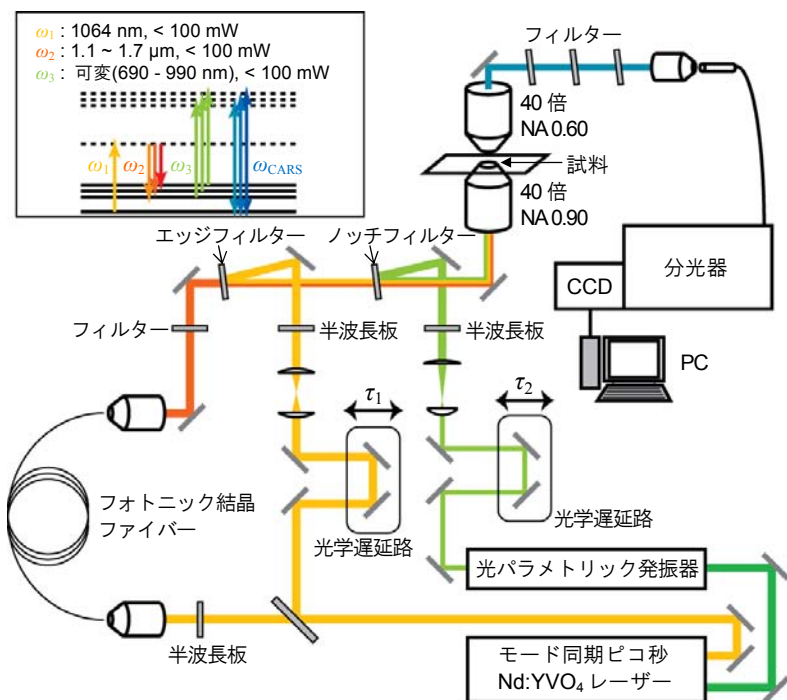 ω1 : 1064 nm, < 100 mW
ω2 : 1.1 ~ 1.7 μm, < 100 mW
ω3 : 可変(690 - 990 nm), < 100 mW
ω1
ω2
ω3
ωCARS
フィルター
40 倍
NA 0.60
試料
40 倍
NA 0.90
エッジフィルター
ノッチフィルター
分光器
CCD
PC
フィルター
半波長板
半波長板
τ1
τ2
フォトニック結晶
ファイバー
光学遅延路
光学遅延路
光パラメトリック発振器
半波長板
モード同期ピコ秒
Nd:YVO4 レーザー